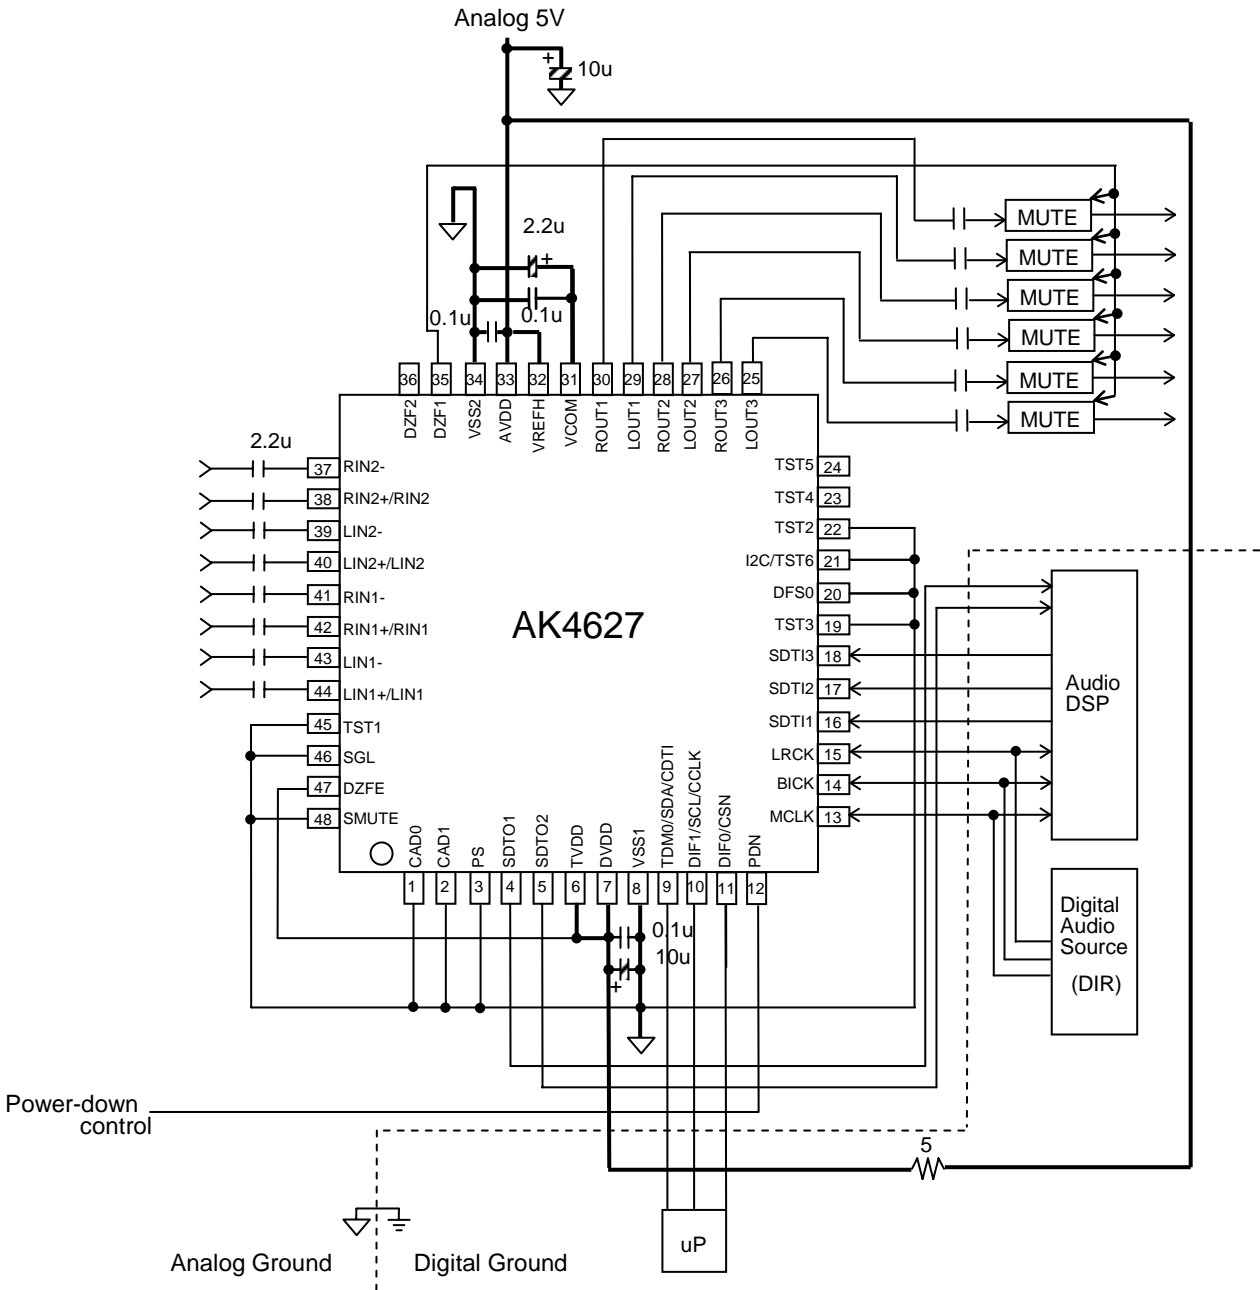 Analog 5V
+
10u
2.2u
+
0.1u
0.1u
MUTE
MUTE
MUTE
MUTE
MUTE
MUTE
36
35
34
33
32
31
30
29
28
27
26
25
DZF2
DZF1
VSS2
AVDD
VREFH
VCOM
ROUT1
LOUT1
ROUT2
LOUT2
ROUT3
LOUT3
2.2u
37 RIN2-
38 RIN2+/RIN2
39 LIN2-
40 LIN2+/LIN2
41 RIN1-
42 RIN1+/RIN1
43 LIN1-
44 LIN1+/LIN1
45 TST1
46 SGL
47 DZFE
48 SMUTE
AK4627
TST5 24
TST4 23
TST2 22
I2C/TST6 21
DFS0 20
TST3 19
SDTI3 18
SDTI2 17
SDTI1 16
LRCK 15
BICK 14
MCLK 13
Audio
DSP
Digital
Audio
Source
(DIR)
CAD0
CAD1
PS
SDTO1
SDTO2
TVDD
DVDD
VSS1
TDM0/SDA/CDTI
DIF1/SCL/CCLK
DIF0/CSN
PDN
1
2
3
4
5
6
7
8
9
10
11
12
0.1u
10u
+
Power-down
control
5
uP
Analog Ground
Digital Ground